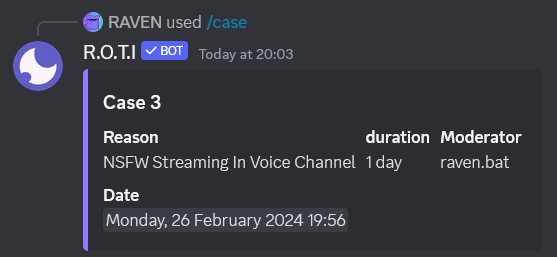 RAVEN used /case
R.O.T.I BOT Today at 20:03
Case 3
Reason duration Moderator
NSFW Streaming In Voice Channel 1 day raven.bat
Date
Monday, 26 February 2024 19:56